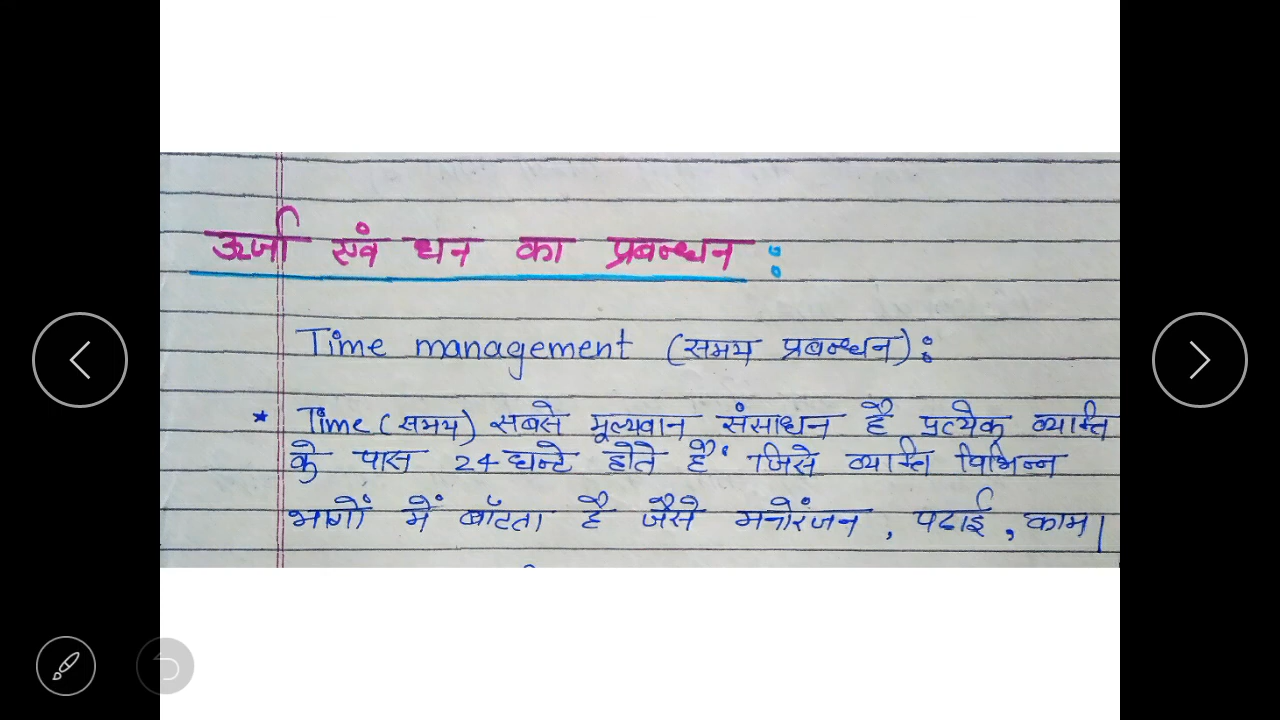 ऊर्जा एंव धन का प्रबन्धन :
Time management (समय प्रबन्धन) :
* Time (समय) सबसे मूल्यवान संसाधन है प्रत्येक व्यक्ति
के पास 24 घन्टे होते हैं जिसे व्यक्ति विभिन्न
भागों में बाँटता है जैसे मनोरंजन , पढाई , काम।